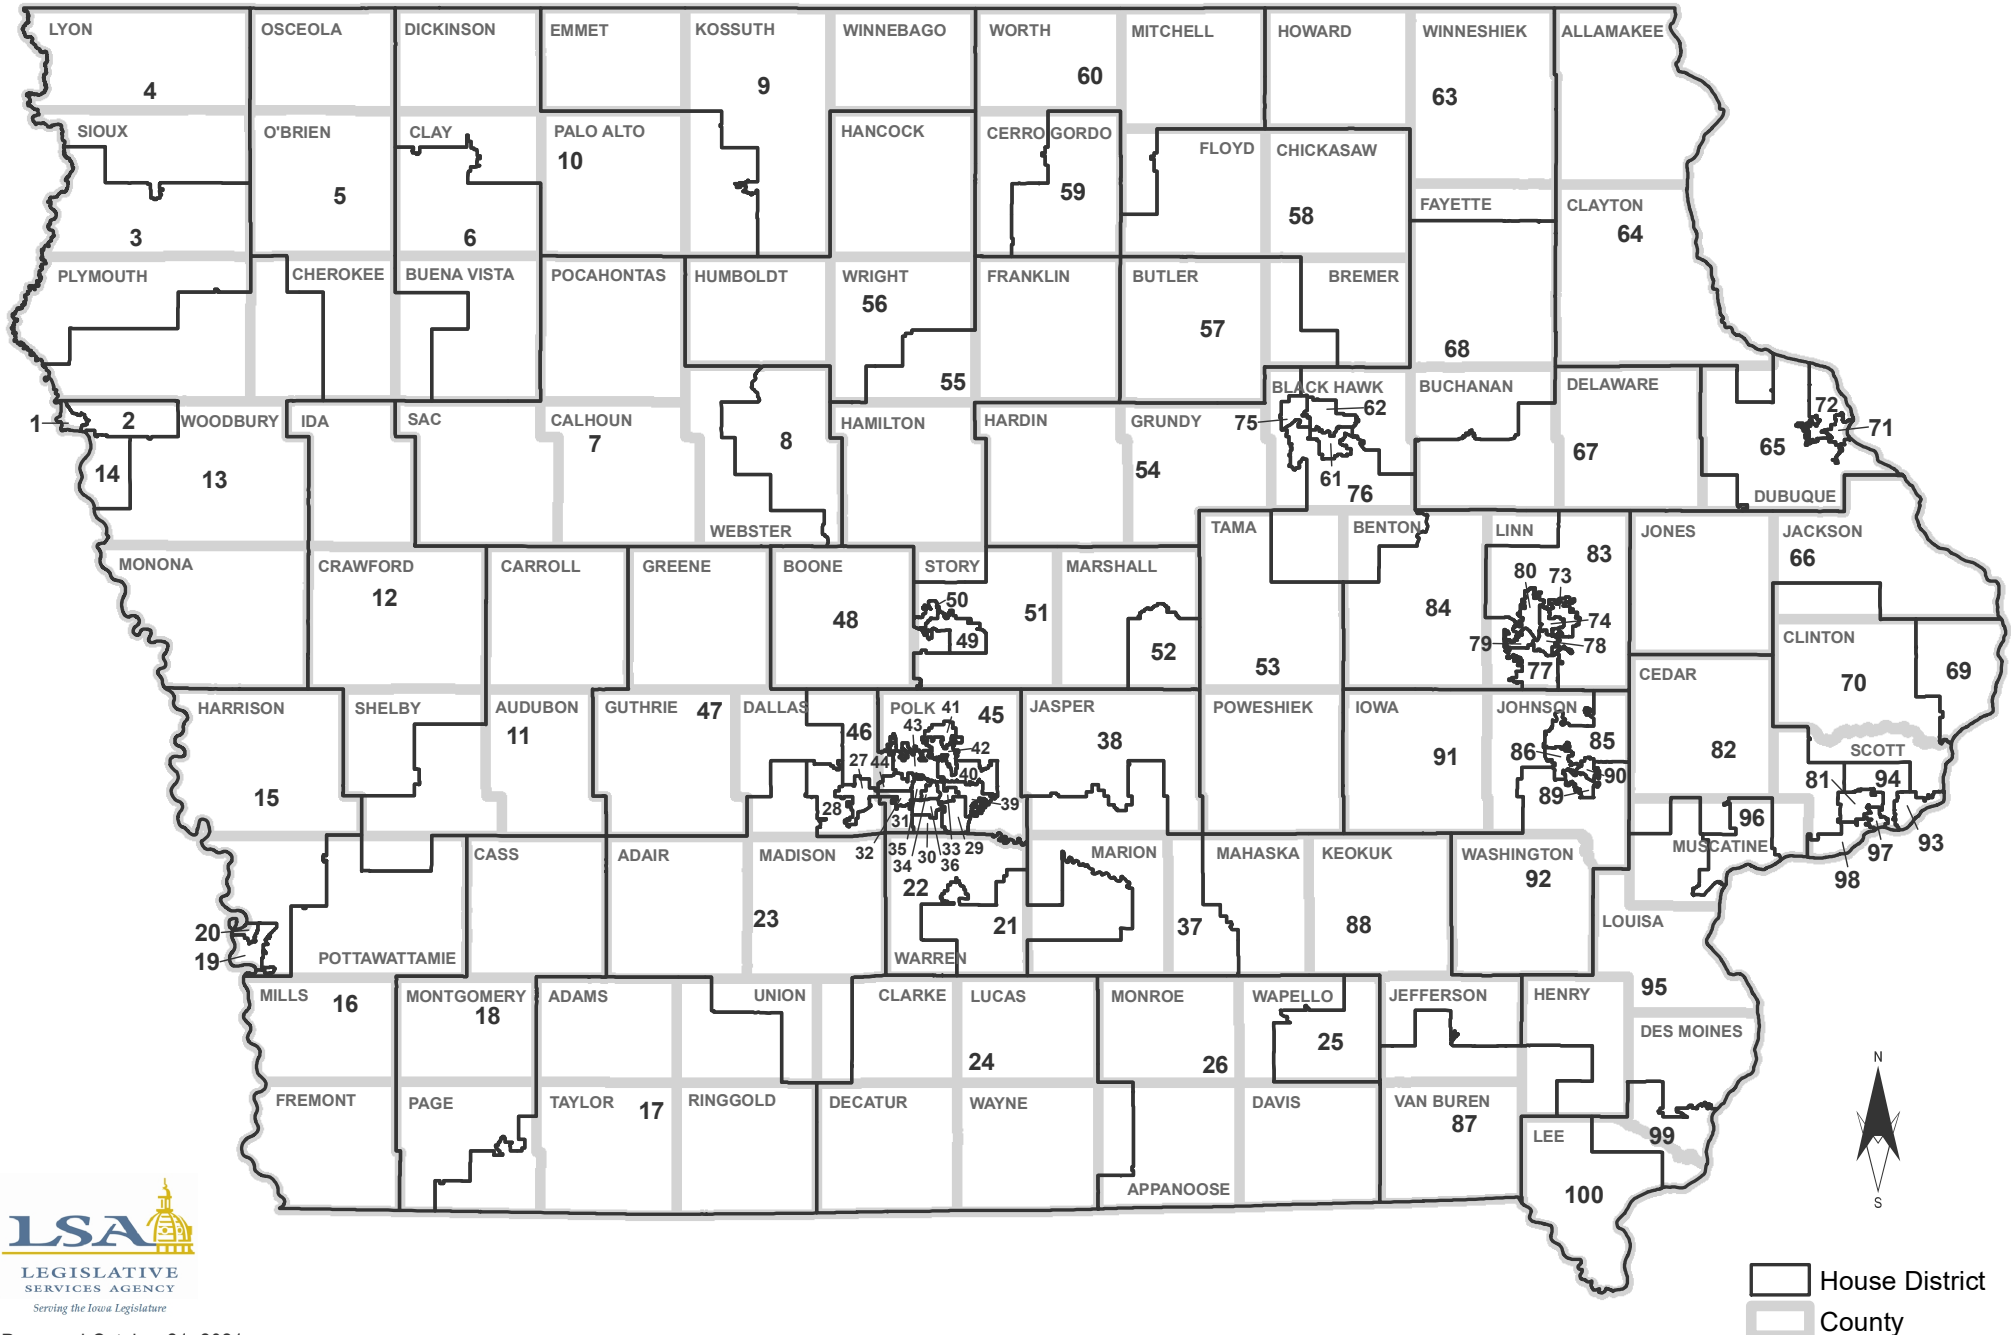 LYON OSCEOLA DICKINSON EMMET KOSSUTH WINNEBAGO WORTH MITCHELL HOWARD WINNESHIEK ALLAMAKEE
4 9 60 63
SIOUX O'BRIEN CLAY PALO ALTO HANCOCK CERRO GORDO FLOYD CHICKASAW
10
5 59 58 FAYETTE CLAYTON
3 6 64
PLYMOUTH CHEROKEE BUENA VISTA POCAHONTAS HUMBOLDT WRIGHT FRANKLIN BUTLER BREMER
56 57
68
55 BLACK HAWK BUCHANAN DELAWARE
1 2 WOODBURY IDA SAC CALHOUN HAMILTON HARDIN GRUNDY 75 62 72 71
7 8 65
14 13 54 61 76 67
DUBUQUE
WEBSTER TAMA BENTON LINN JONES JACKSON
83 66
MONONA CRAWFORD CARROLL GREENE BOONE STORY MARSHALL
12 80 73
50 51 84 74
48 49 79 78
52 53 77
CLINTON
CEDAR 70 69
HARRISON SHELBY AUDUBON GUTHRIE 47 DALLAS POLK 41 45 JASPER POWESHIEK IOWA JOHNSON
11 46 43 42 38 86 85 82 SCOTT
27 44 40 91 90
15 28 39 89 81 94
31 96
32 35 33 29 MUSCATINE 97 93
34 30 36 98
CASS ADAIR MADISON MARION MAHASKA KEOKUK WASHINGTON
22 92
23 21 37 88 LOUISA
20
19 POTTAWATTAMIE WARREN
MILLS 16 MONTGOMERY ADAMS UNION CLARKE LUCAS MONROE WAPELLO JEFFERSON HENRY 95
18 25 DES MOINES
24 26
FREMONT PAGE TAYLOR 17 RINGGOLD DECATUR WAYNE DAVIS VAN BUREN
87 LEE 99
APPANOOSE 100
N
S
LSA
LEGISLATIVE
SERVICES AGENCY
Serving the Iowa Legislature
House District
County